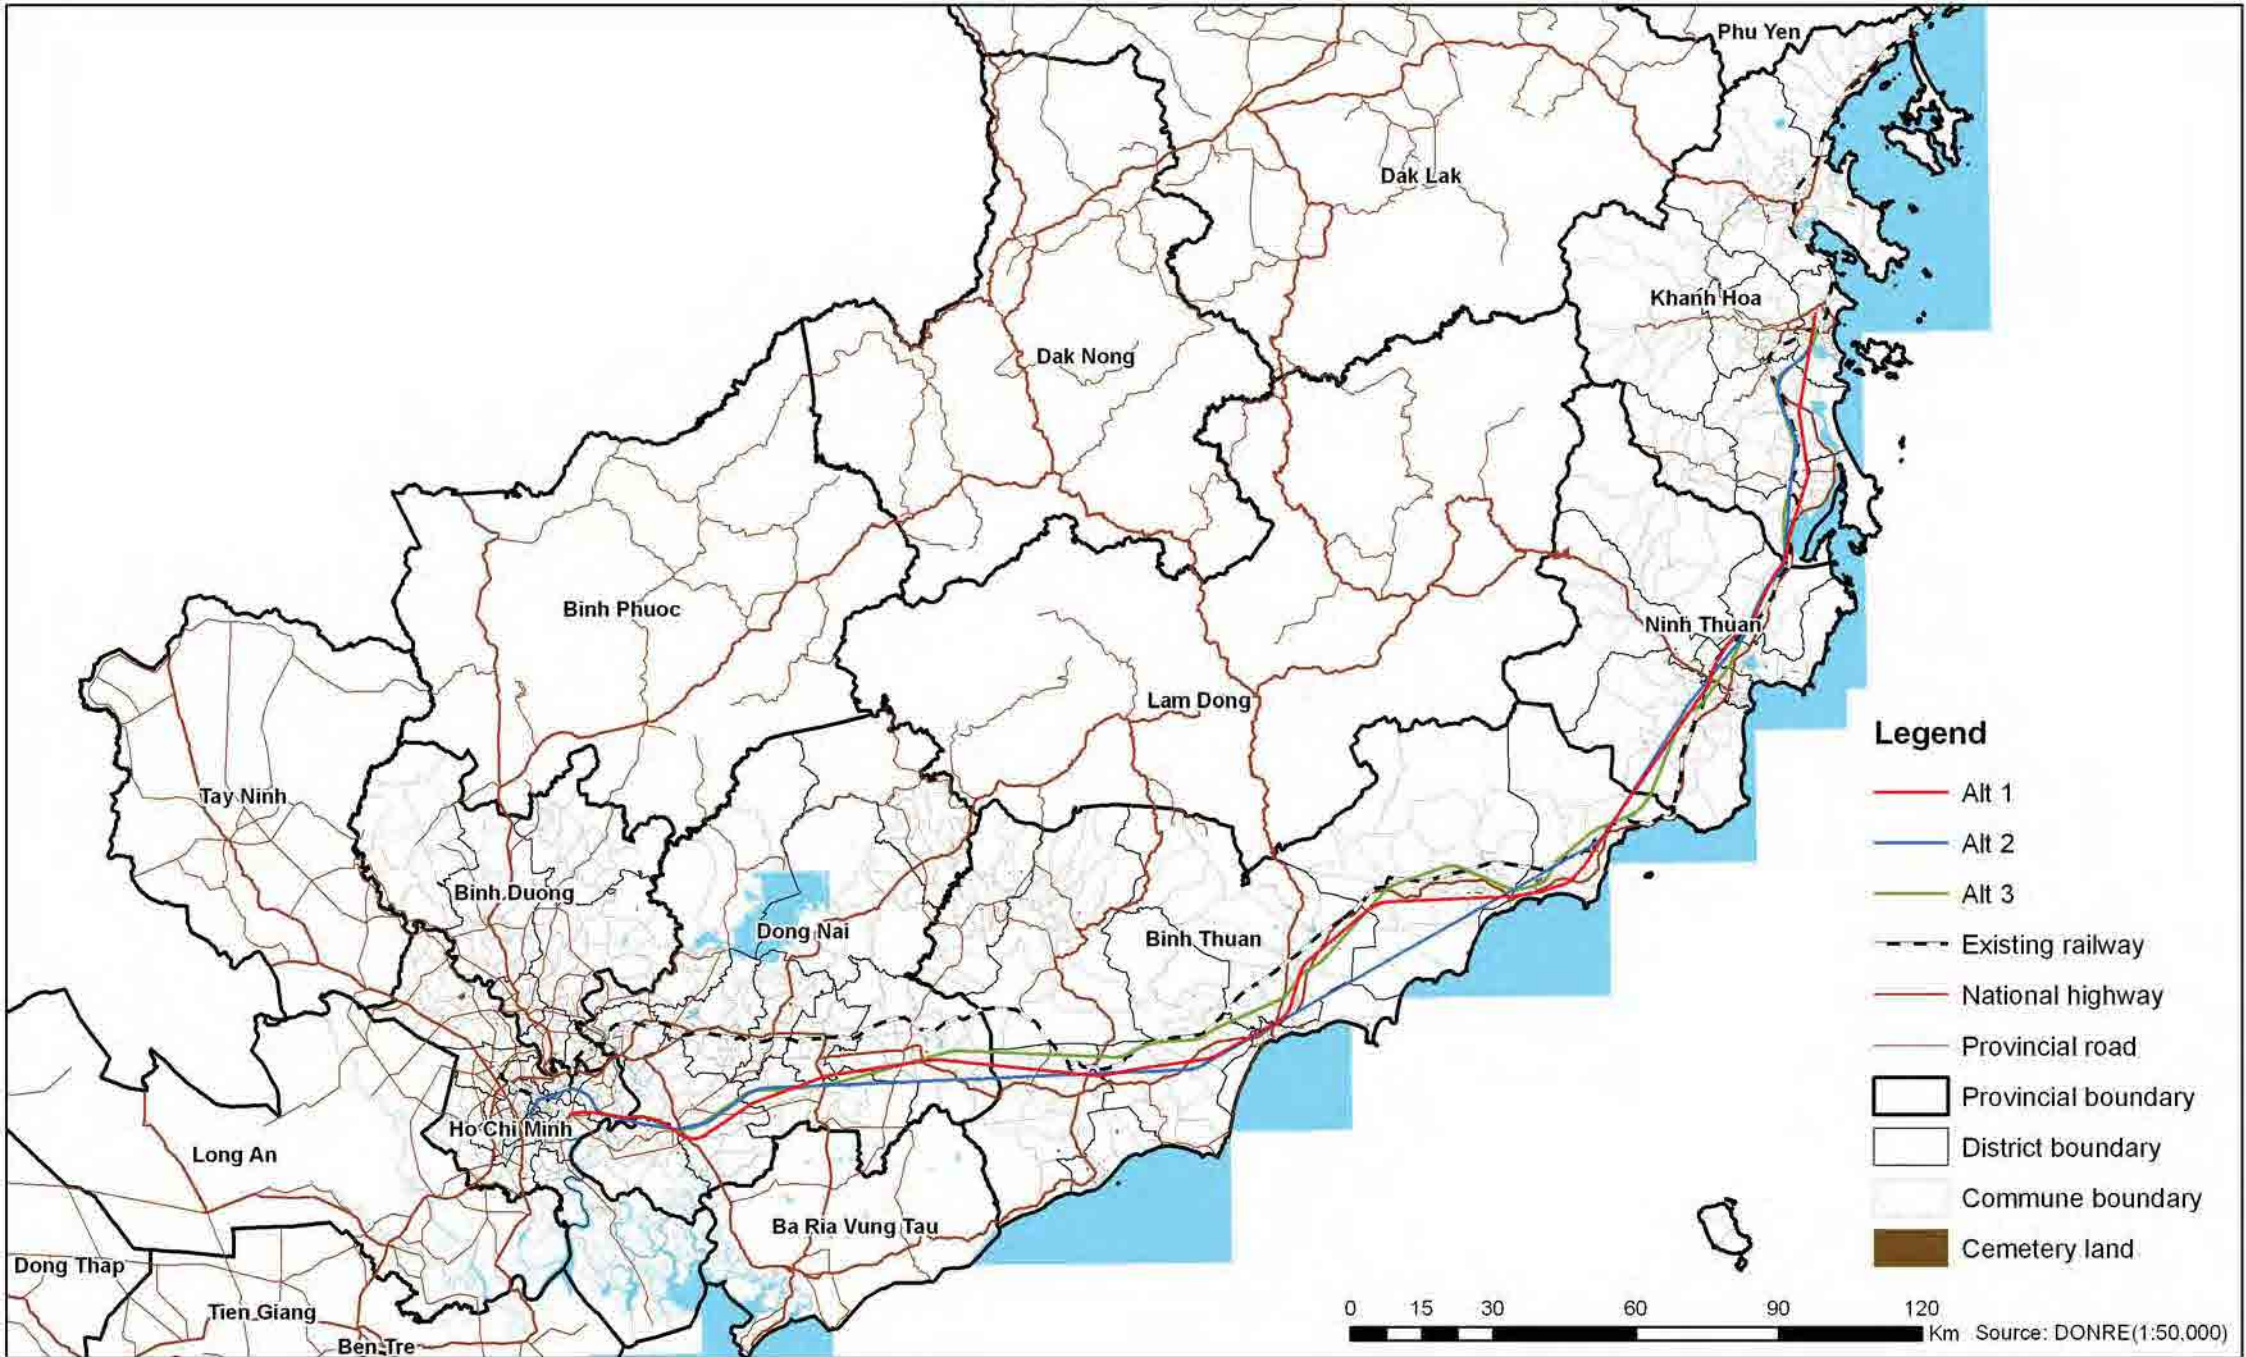 Phu Yen
Dak Lak
Khanh Hoa
Dak Nong
Binh Phuoc
Ninh Thuan
Lam Dong
Tay Ninh
Binh Duong
Dong Nai
Binh Thuan
Ho Chi Minh
Long An
Ba Ria Vung Tau
Dong Thap
Tien Giang
Ben Tre
Legend
Alt 1
Alt 2
Alt 3
Existing railway
National highway
Provincial road
Provincial boundary
District boundary
Commune boundary
Cemetery land
0 15 30 60 90 120
Km Source: DONRE(1:50.000)